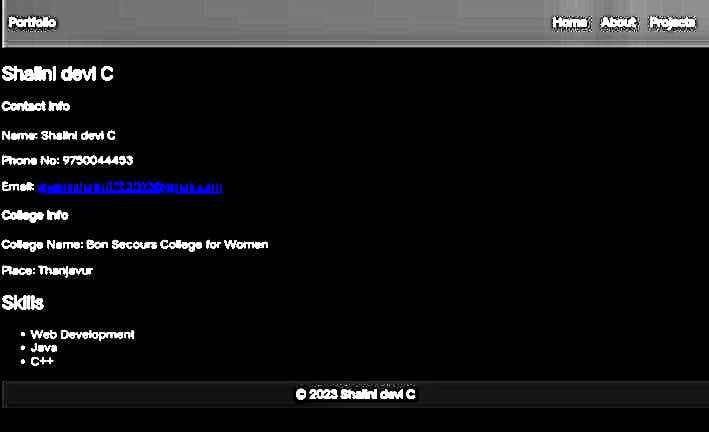 Portfolio
Home About Projects
Shalini devi C
Contact Info
Name: Shalini devi C
Phone No: 9750044453
Email:
College Info
College Name: Bon Secours College for Women
Place: Thanjavur
Skills
• Web Development
• Java
• C++
© 2023 Shalini devi C